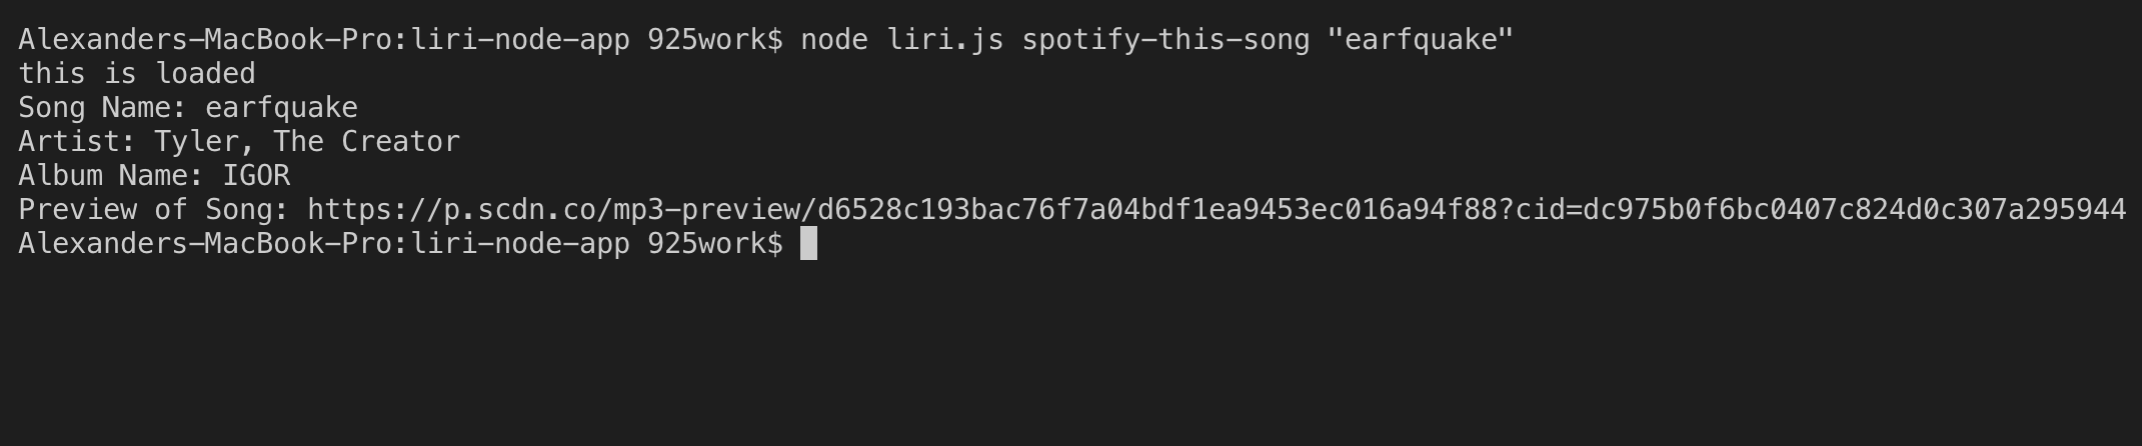 Alexanders-MacBook-Pro:liri-node-app 925work$ node liri.js spotify-this-song "earfquake"
this is loaded
Song Name: earfquake
Artist: Tyler, The Creator
Album Name: IGOR
Preview of Song: https://p.scdn.co/mp3-preview/d6528c193bac76f7a04bdf1ea9453ec016a94f88?cid=dc975b0f6bc0407c824d0c307a295944
Alexanders-MacBook-Pro:liri-node-app 925work$